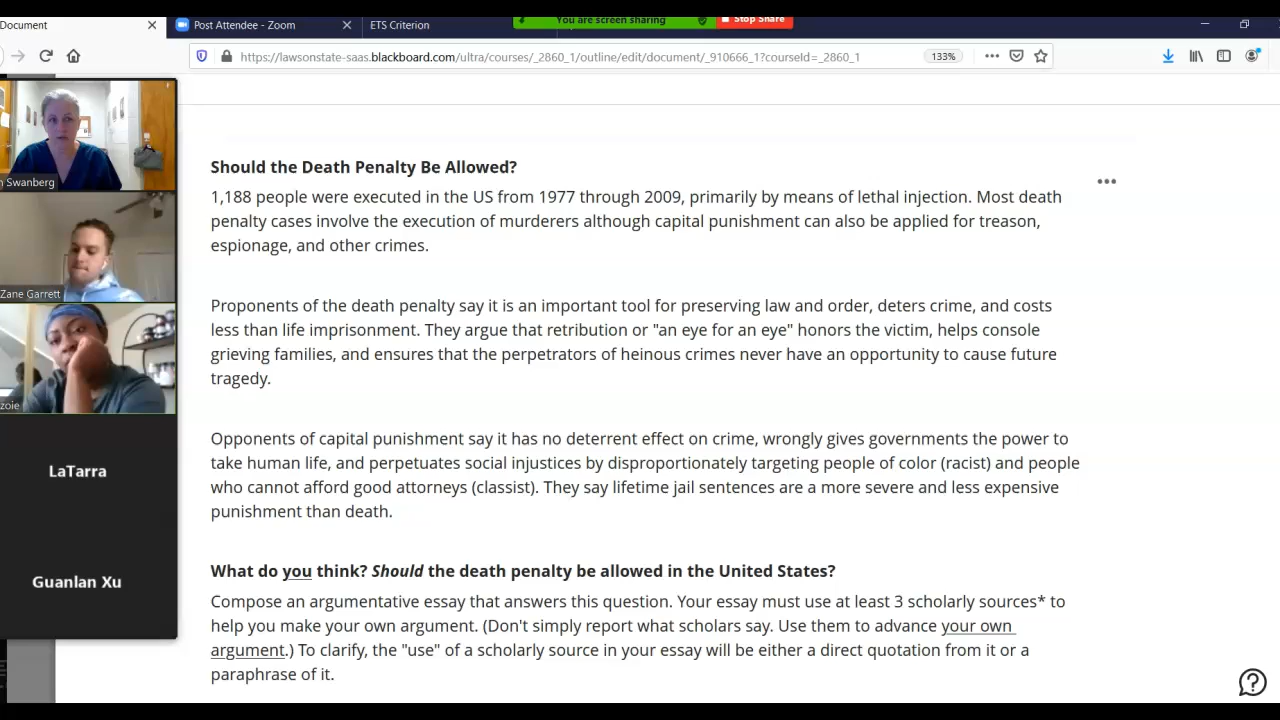 Document
Post Attendee - Zoom
ETS Criterion
You are screen sharing
Stop Share
https://lawsonstate-saas.blackboard.com/ultra/courses/_2860_1/outline/edit/document/_910666_1?courseId=_2860_1
133%
Swanberg
Zane Garrett
zoie
LaTarra
Guanlan Xu
Should the Death Penalty Be Allowed?
1,188 people were executed in the US from 1977 through 2009, primarily by means of lethal injection. Most death
penalty cases involve the execution of murderers although capital punishment can also be applied for treason,
espionage, and other crimes.
Proponents of the death penalty say it is an important tool for preserving law and order, deters crime, and costs
less than life imprisonment. They argue that retribution or "an eye for an eye" honors the victim, helps console
grieving families, and ensures that the perpetrators of heinous crimes never have an opportunity to cause future
tragedy.
Opponents of capital punishment say it has no deterrent effect on crime, wrongly gives governments the power to
take human life, and perpetuates social injustices by disproportionately targeting people of color (racist) and people
who cannot afford good attorneys (classist). They say lifetime jail sentences are a more severe and less expensive
punishment than death.
What do you think? Should the death penalty be allowed in the United States?
Compose an argumentative essay that answers this question. Your essay must use at least 3 scholarly sources* to
help you make your own argument. (Don't simply report what scholars say. Use them to advance your own
argument.) To clarify, the "use" of a scholarly source in your essay will be either a direct quotation from it or a
paraphrase of it.